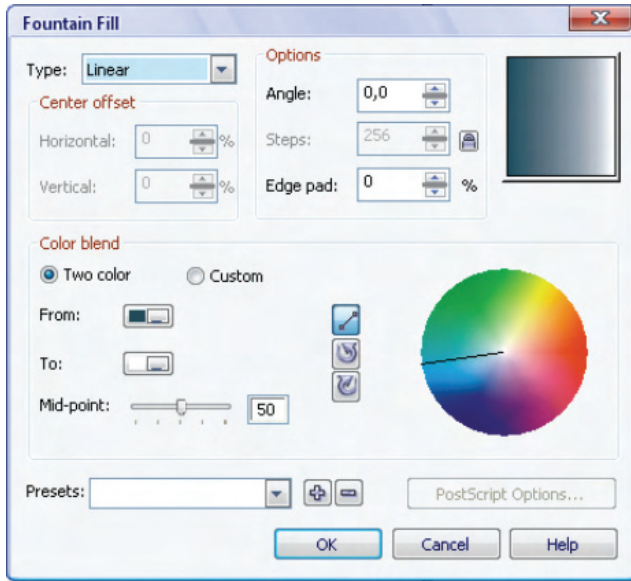 Fountain Fill
Type: Linear
Options
Angle: 0,0
Center offset
Horizontal: 0 %
Steps: 256
Vertical: 0 %
Edge pad: 0 %
Color blend
Two color Custom
From:
To:
Mid-point: 50
Presets:
PostScript Options...
OK Cancel Help